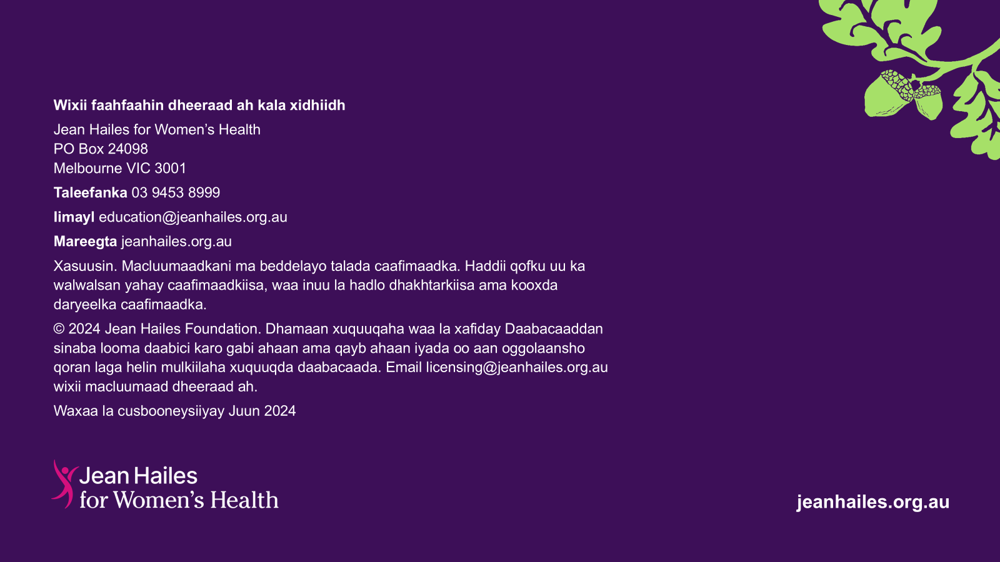 Wixii faahfaahin dheeraad ah kala xidhiidh
Jean Hailes for Women’s Health
PO Box 24098
Melbourne VIC 3001
Taleefanka 03 9453 8999
Iimayl education@jeanhailes.org.au
Mareegta jeanhailes.org.au
Xasuusin. Macluumaadkani ma beddelayo talada caafimaadka. Haddii qofku uu ka
walwalsan yahay caafimaadkiisa, waa inuu la hadlo dhakhtarkiisa ama kooxda
daryeelka caafimaadka.
© 2024 Jean Hailes Foundation. Dhamaan xuquuqaha waa la xafiday Daabacaaddan
sinaba looma daabici karo gabi ahaan ama qayb ahaan iyada oo aan oggolaansho
qoran laga helin mulkiilaha xuquuqda daabacaada. Email licensing@jeanhailes.org.au
wixii macluumaad dheeraad ah.
Waxaa la cusbooneysiiyay Juun 2024
Jean Hailes
for Women’s Health
jeanhailes.org.au